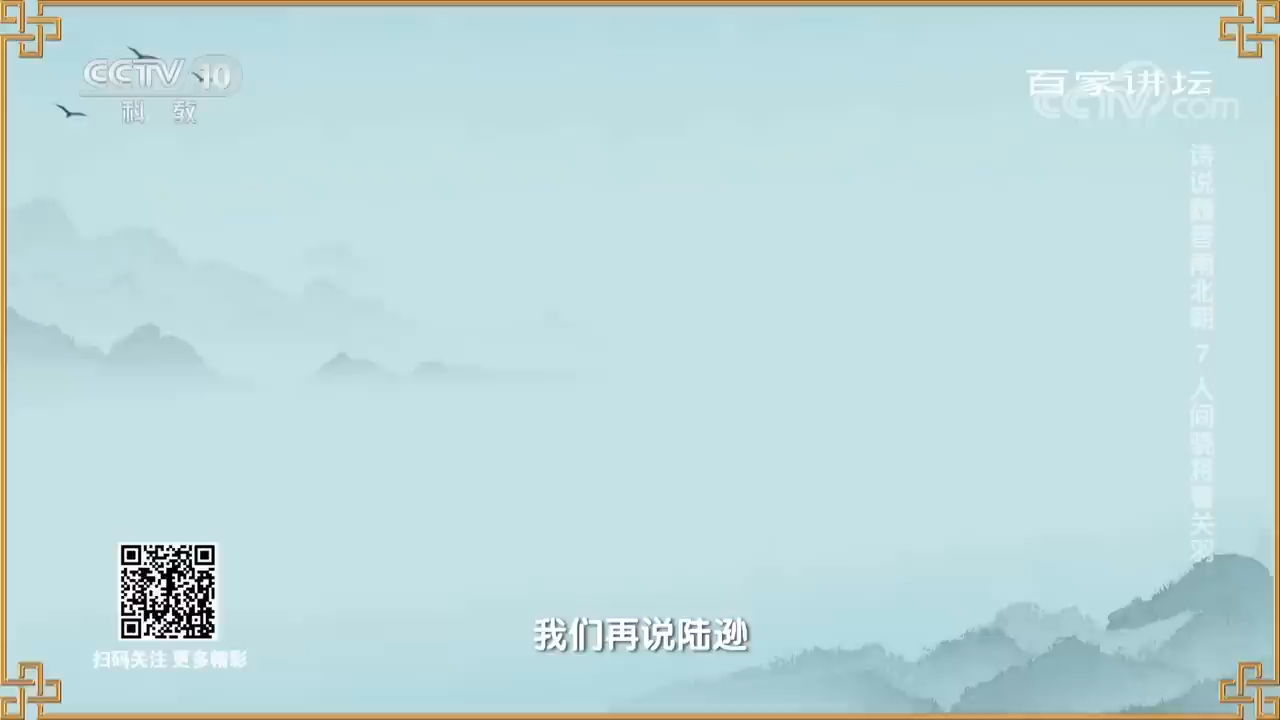 CCTV 10
科 教
百家讲坛
CCTV com
诗说魏晋南北朝 7 人间骁将看关羽
我们再说陆逊
扫码关注 更多精彩